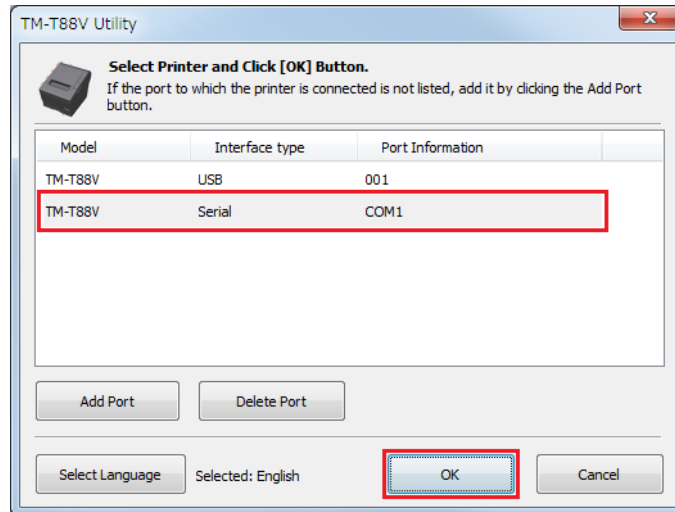 TM-T88V Utility
Select Printer and Click [OK] Button.
If the port to which the printer is connected is not listed, add it by clicking the Add Port
button.
Model Interface type Port Information
TM-T88V USB 001
TM-T88V Serial COM1
Add Port Delete Port
Select Language Selected: English OK Cancel